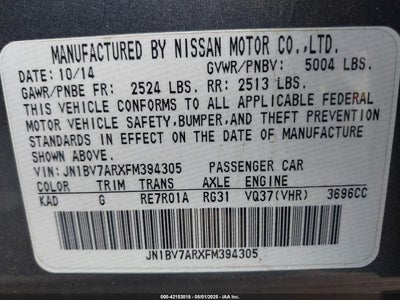 MANUFACTURED BY NISSAN MOTOR CO.,LTD.
DATE: 10/14 GVWR/PNBV: 5004 LBS.
GAWR/PNBE FR: 2524 LBS. RR: 2513 LBS.
THIS VEHICLE CONFORMS TO ALL APPLICABLE FEDERAL
MOTOR VEHICLE SAFETY,BUMPER,AND THEFT PREVENTION
STANDARDS IN EFFECT ON THE DATE OF MANUFACTURE
SHOWN ABOVE.
VIN: JN1BV7ARXFM394305 PASSENGER CAR
COLOR TRIM TRANS AXLE ENGINE
KAD G RE7R01A RG31 VQ37(VHR) 3696CC
JN1BV7ARXFM394305
000-42153018 - 05/01/2025 - IAAI.com